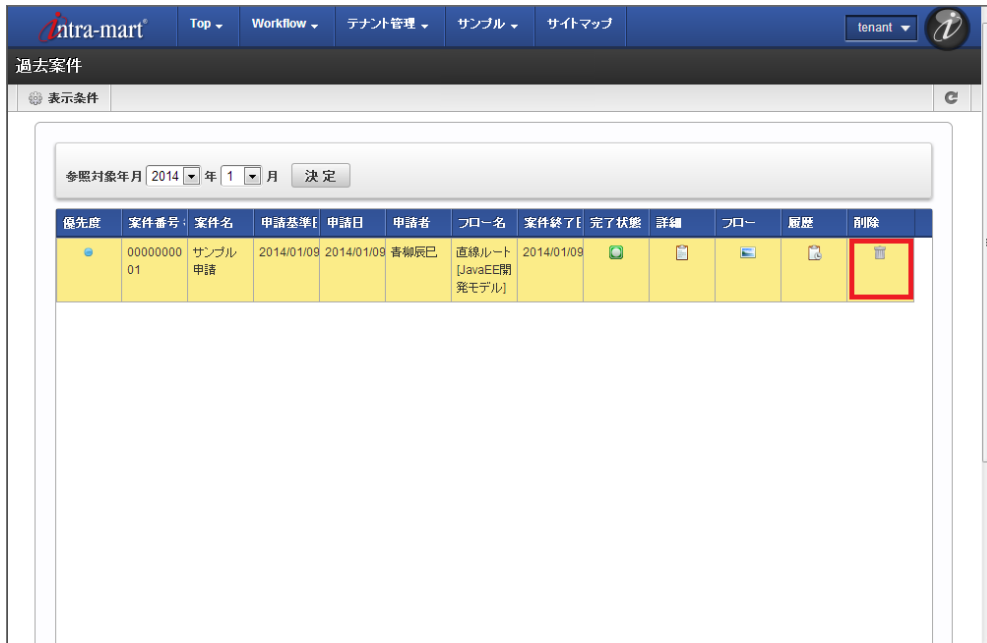 intra-mart
Top
Workflow
テナント管理
サンプル
サイトマップ
tenant
過去案件
表示条件
参照対象年月 2014 年 1 月 決定
優先度 案件番号 案件名 申請基準日 申請日 申請者 フロー名 案件終了日 完了状態 詳細 フロー 履歴 削除
00000000 サンプル 2014/01/09 2014/01/09 青柳辰巳 直線ルート 2014/01/09
01 申請 [JavaEE開
発モデル]